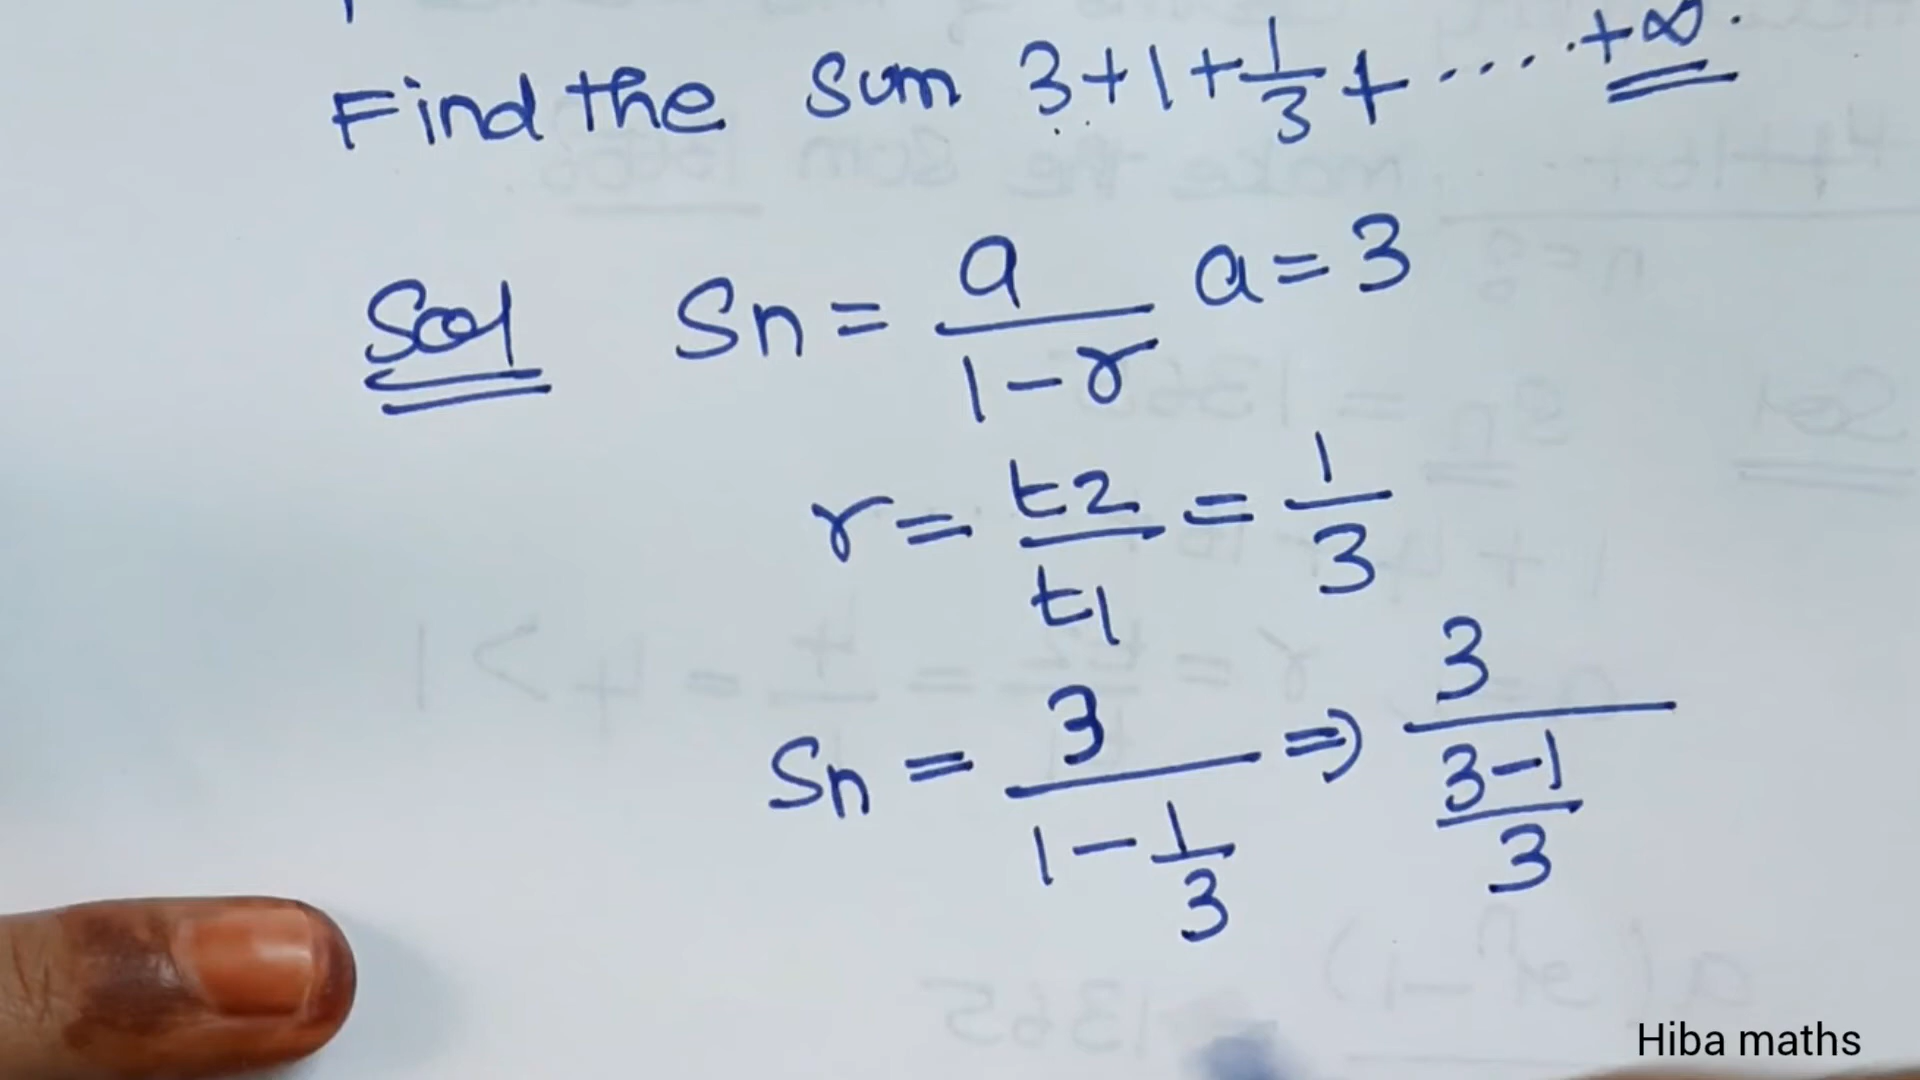 Find the sum 3+1+1/3+.....+∞.
Sol Sn = a/1-r a=3
r = t2/t1 = 1/3
Sn = 3/1-1/3 ⇒ 3/3-1/3
Hiba maths